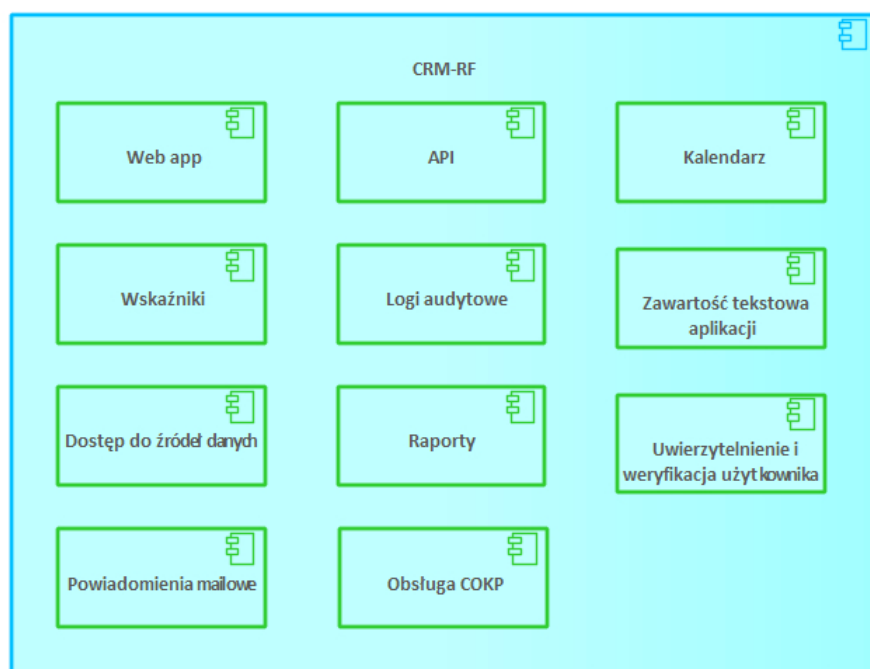 CRM-RF
Web app
API
Kalendarz
Wskaźniki
Logi audytowe
Zawartość tekstowa
aplikacji
Dostęp do źródeł danych
Raporty
Uwierzytelnienie i
weryfikacja użytkownika
Powiadomienia mailowe
Obsługa COKP